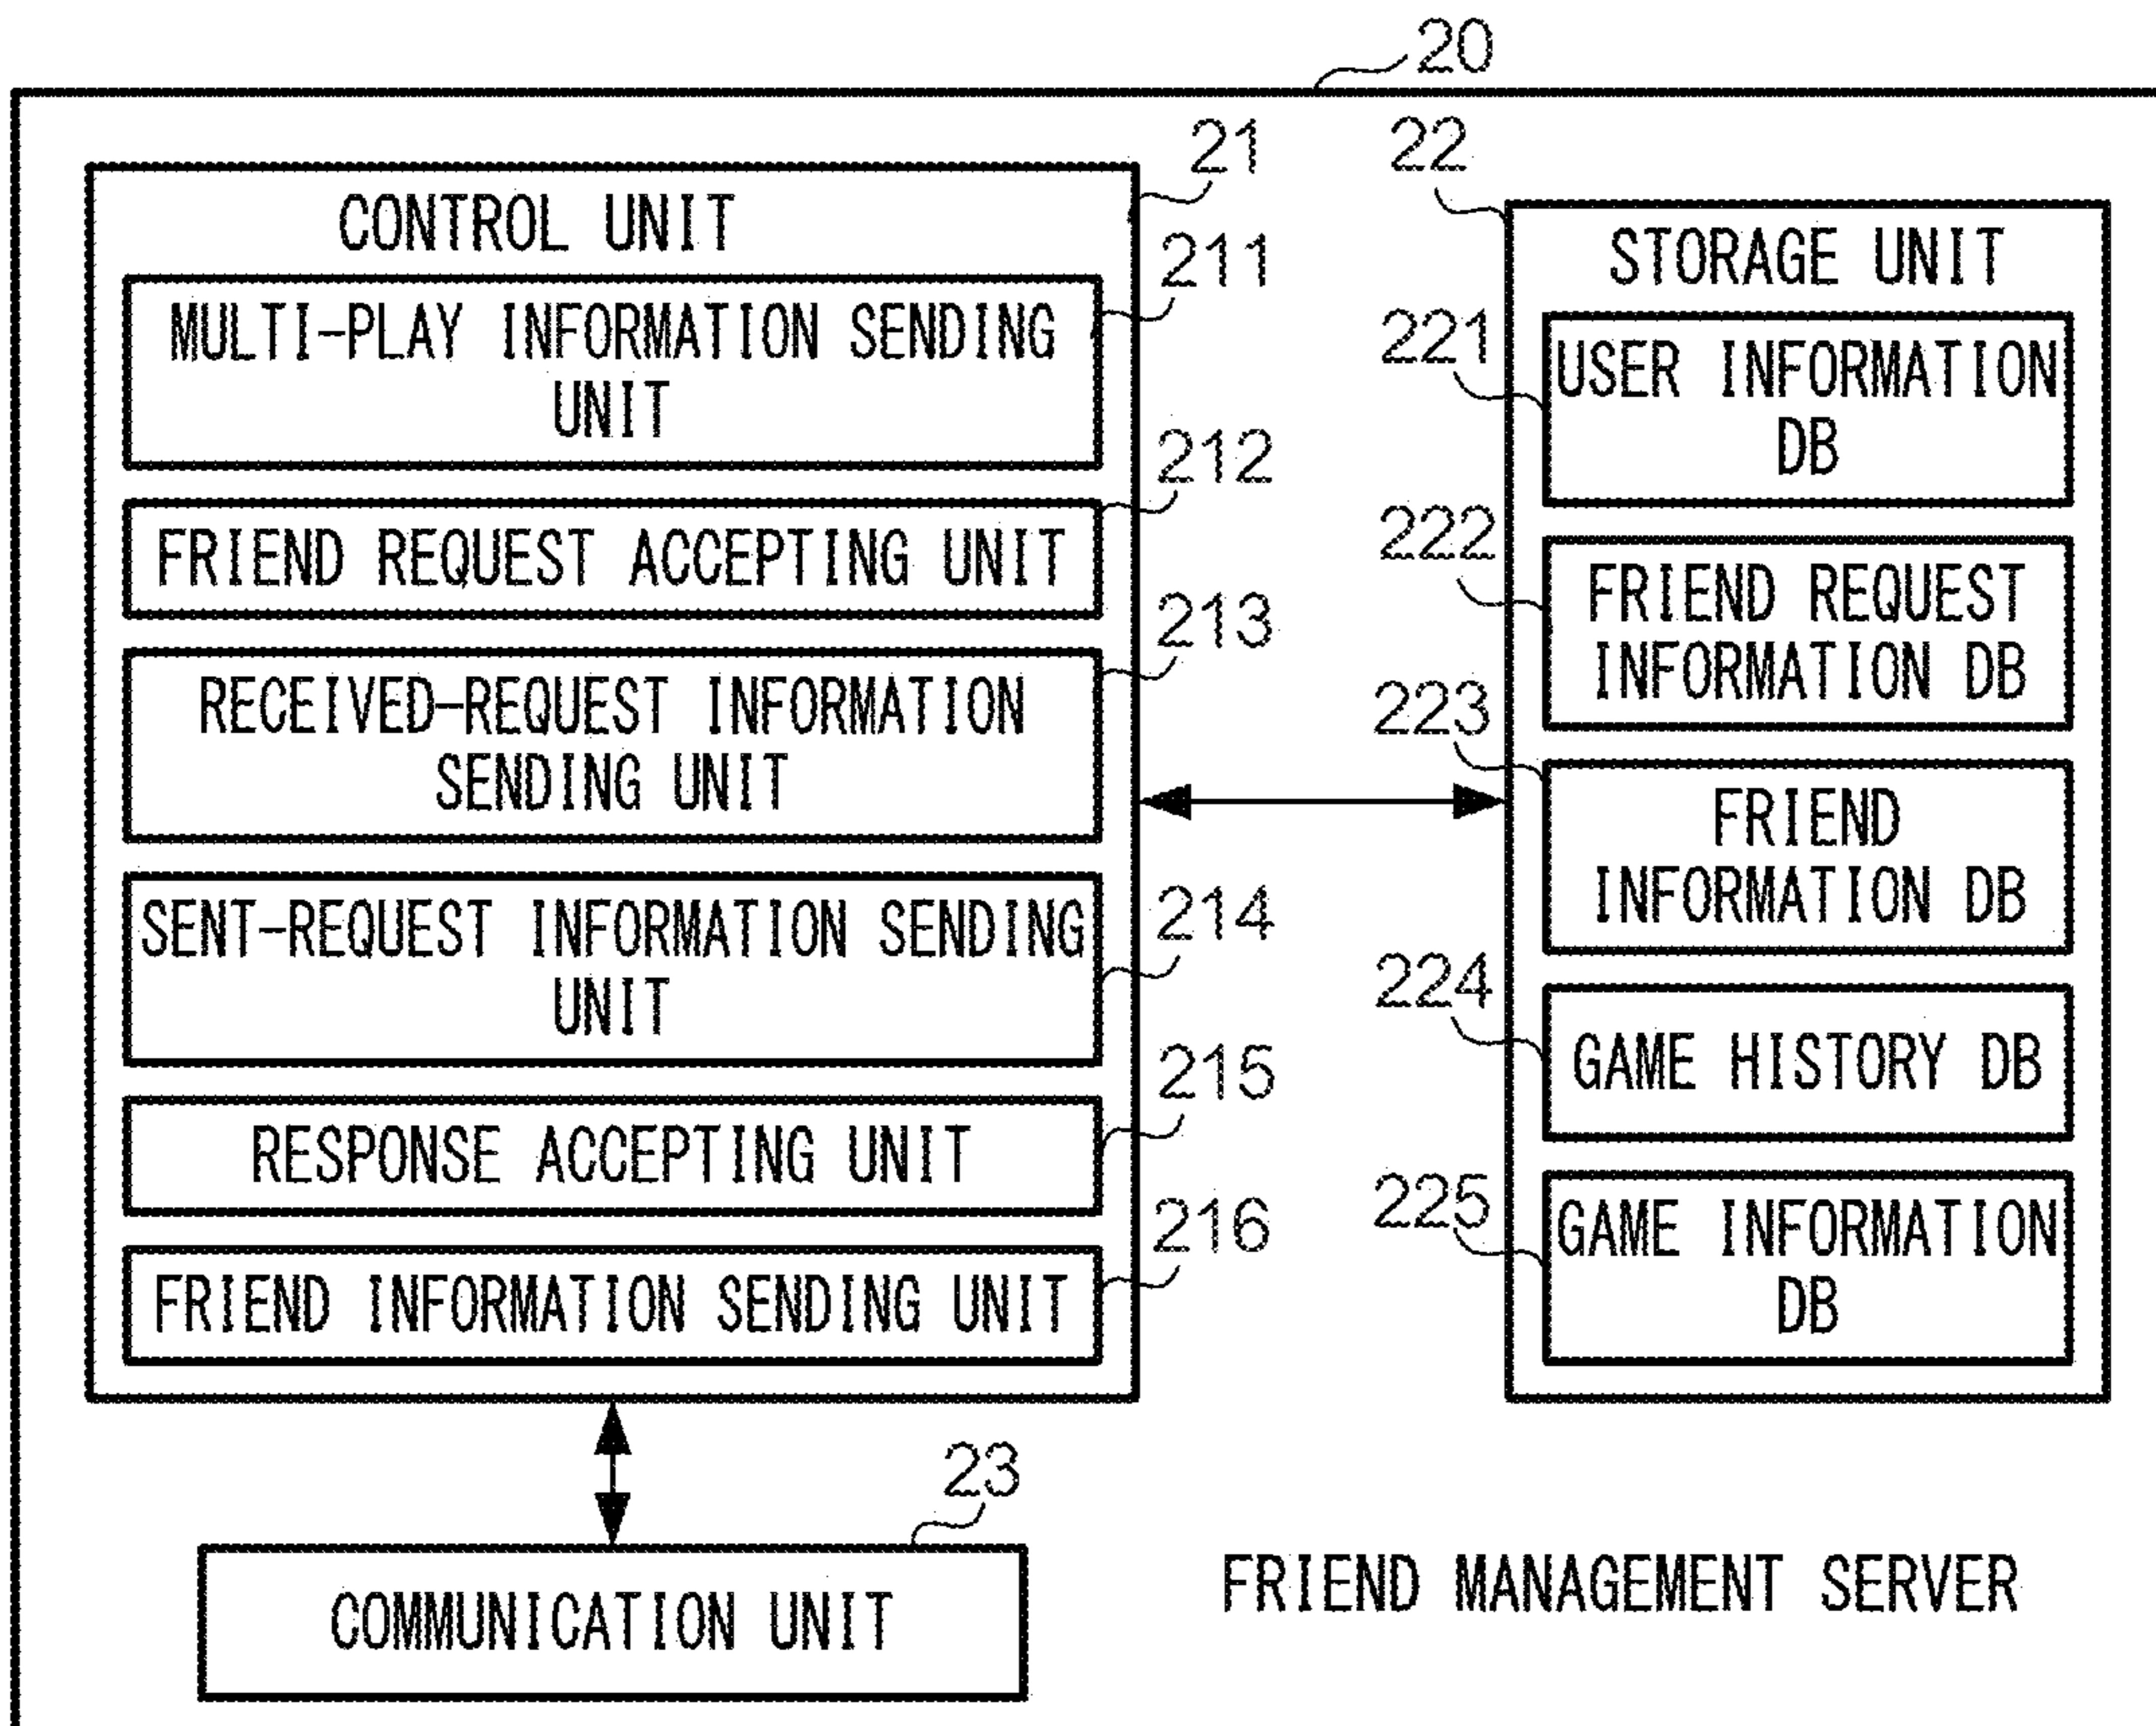 20
21
CONTROL UNIT
211
MULTI-PLAY INFORMATION SENDING
UNIT
212
FRIEND REQUEST ACCEPTING UNIT
213
RECEIVED-REQUEST INFORMATION
SENDING UNIT
214
SENT-REQUEST INFORMATION SENDING
UNIT
215
RESPONSE ACCEPTING UNIT
216
FRIEND INFORMATION SENDING UNIT
22
STORAGE UNIT
221
USER INFORMATION
DB
222
FRIEND REQUEST
INFORMATION DB
223
FRIEND
INFORMATION DB
224
GAME HISTORY DB
225
GAME INFORMATION
DB
23
COMMUNICATION UNIT
FRIEND MANAGEMENT SERVER